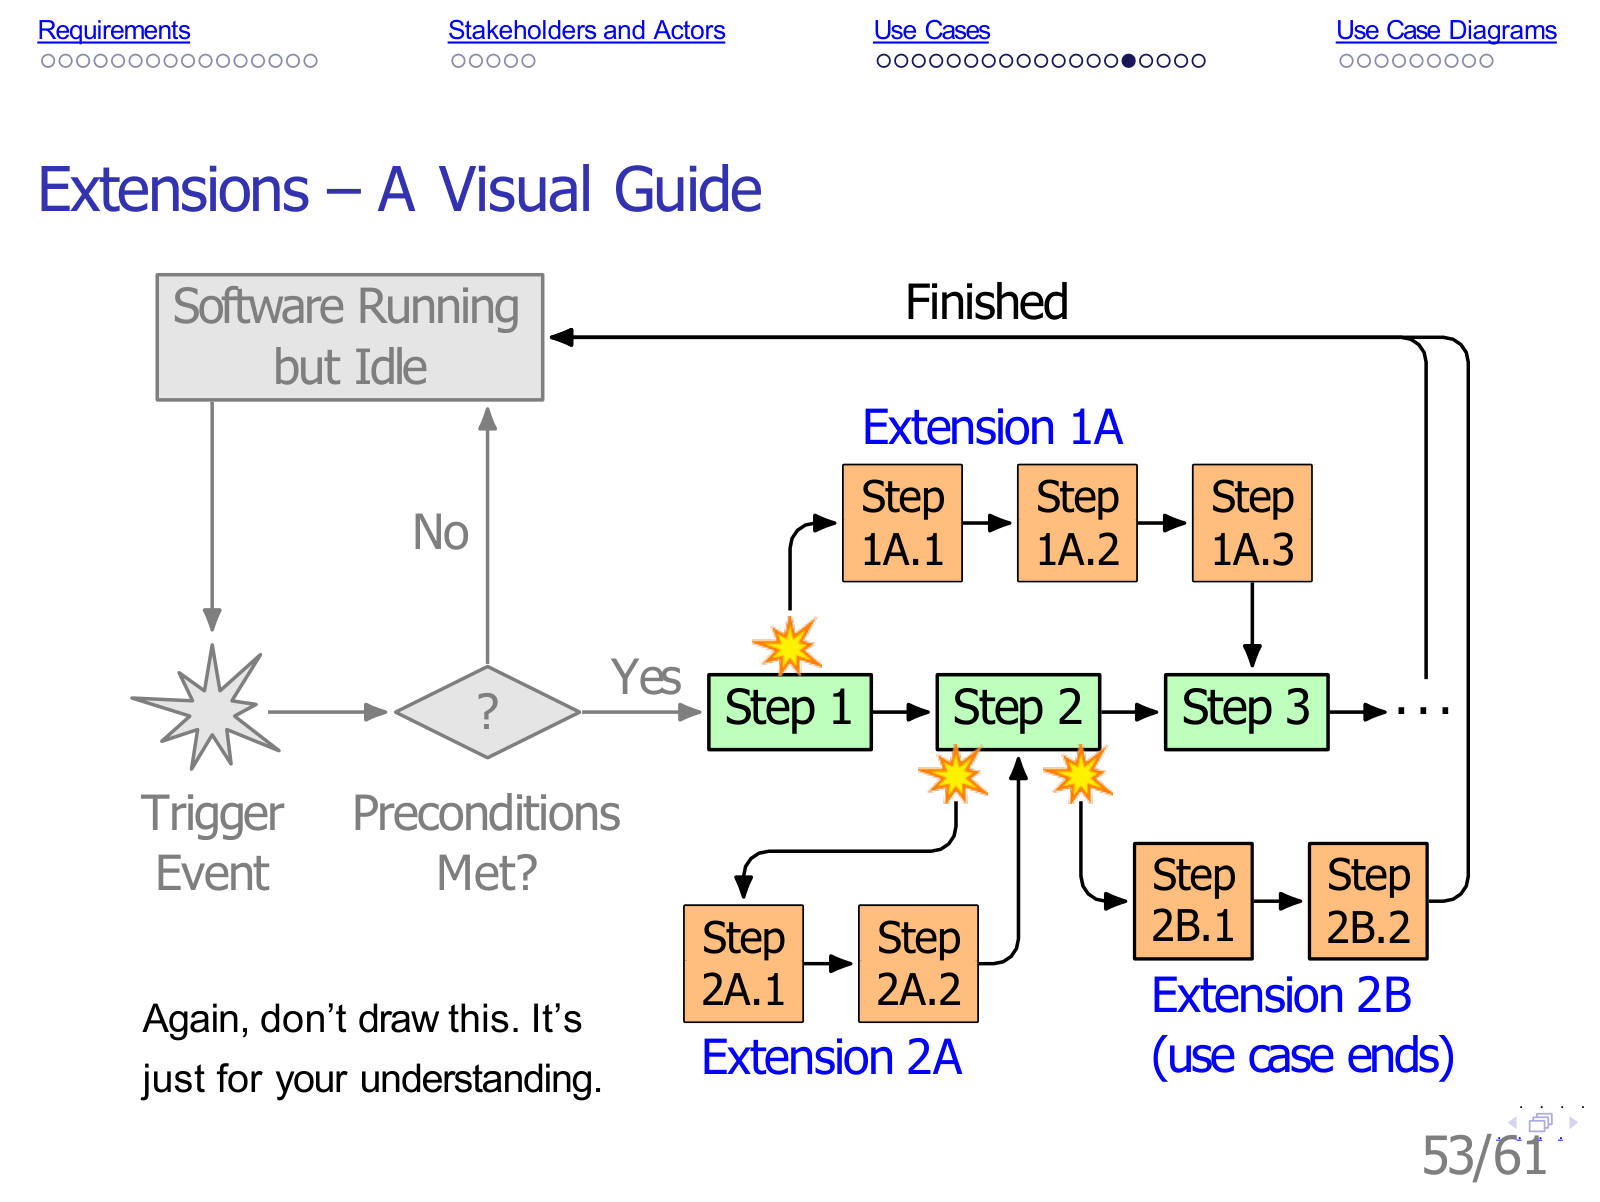 Requirements
Stakeholders and Actors
Use Cases
Use Case Diagrams
Extensions – A Visual Guide
Software Running
but Idle
Finished
Extension 1A
Step
1A.1
Step
1A.2
Step
1A.3
No
Yes
?
Step 1
Step 2
Step 3
. . .
Trigger
Event
Preconditions
Met?
Step
2A.1
Step
2A.2
Extension 2A
Step
2B.1
Step
2B.2
Extension 2B
(use case ends)
Again, don’t draw this. It’s
just for your understanding.
53/61